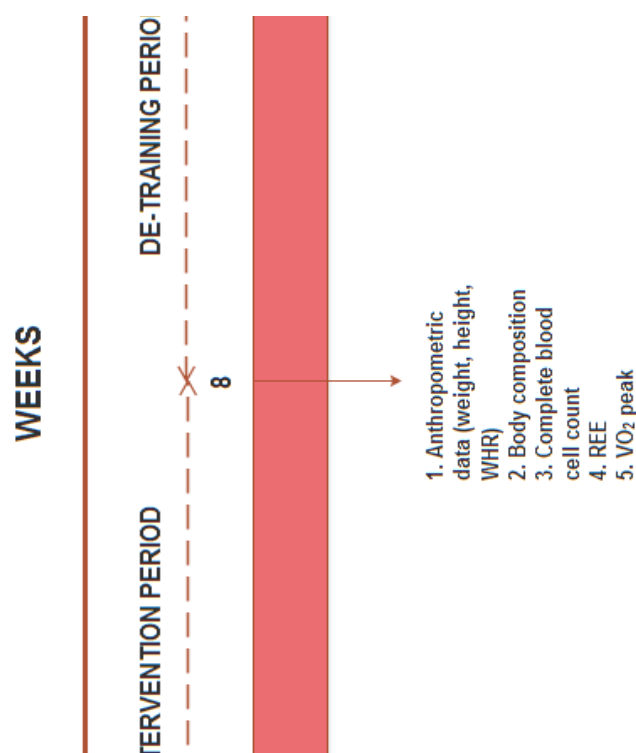 WEEKS
TERVENTION PERIOD
DE-TRAINING PERIO
8
1. Anthropometric
data (weight, height,
WHR)
2. Body composition
3. Complete blood
cell count
4. REE
5. VO₂ peak